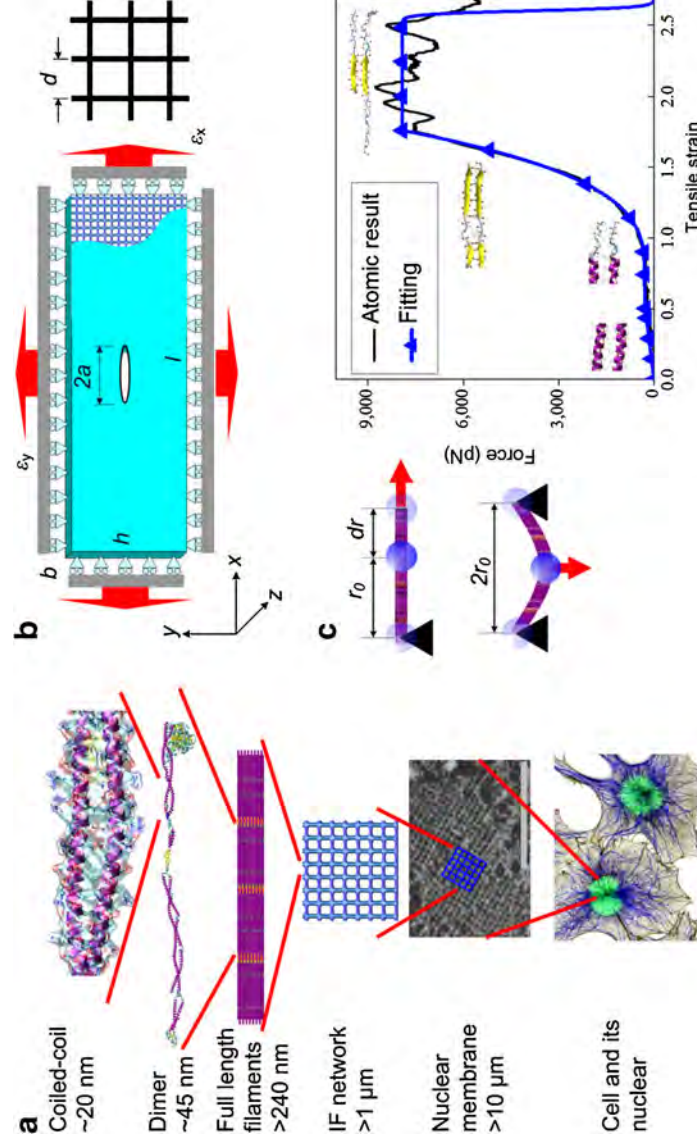 a
Coiled-coil
~20 nm
Dimer
~45 nm
Full length
filaments
>240 nm
IF network
>1 μm
Nuclear
membrane
>10 μm
Cell and its
nuclear
b
εy
b
h
2a
l
εx
y
x
z
d
c
r0
dr
2r0
Force (pN)
9,000
6,000
3,000
0
Atomic result
Fitting
0.0
0.5
1.0
1.5
2.0
2.5
Tensile strain